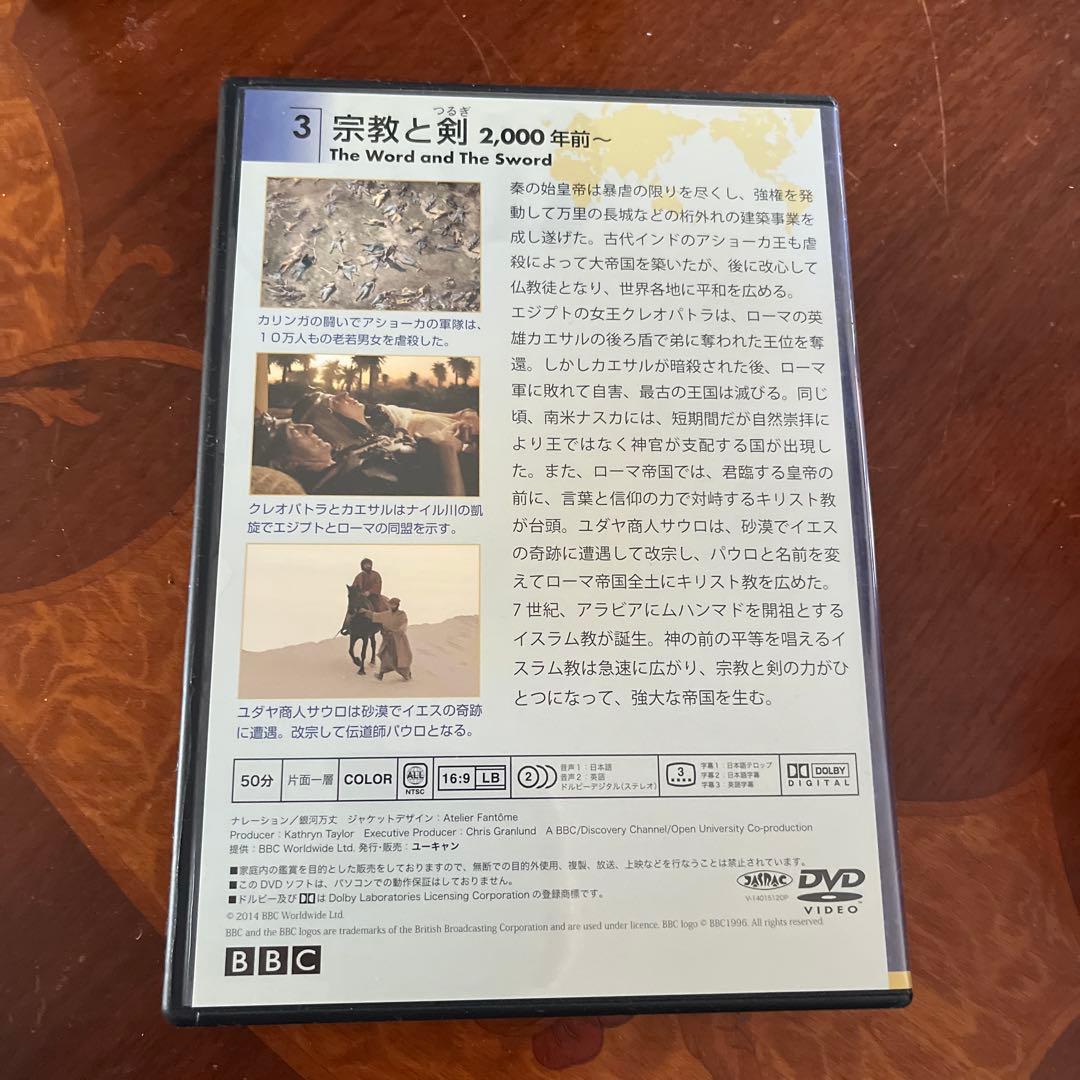 3
つるぎ
宗教と剣 2,000 年前～
The Word and The Sword
カリンガの闘いでアショーカの軍隊は、
１０万人もの老若男女を虐殺した。
クレオパトラとカエサルはナイル川の凱
旋でエジプトとローマの同盟を示す。
ユダヤ商人サウロは砂漠でイエスの奇跡
に遭遇。改宗して伝道師パウロとなる。
秦の始皇帝は暴虐の限りを尽くし、強権を発
動して万里の長城などの桁外れの建築事業を
成し遂げた。古代インドのアショーカ王も虐
殺によって大帝国を築いたが、後に改心して
仏教徒となり、世界各地に平和を広める。
エジプトの女王クレオパトラは、ローマの英
雄カエサルの後ろ盾で弟に奪われた王位を奪
還。しかしカエサルが暗殺された後、ローマ
軍に敗れて自害、最古の王国は滅びる。同じ
頃、南米ナスカには、短期間だが自然崇拝に
より王ではなく神官が支配する国が出現し
た。また、ローマ帝国では、君臨する皇帝の
前に、言葉と信仰の力で対峙するキリスト教
が台頭。ユダヤ商人サウロは、砂漠でイエス
の奇跡に遭遇して改宗し、パウロと名前を変
えてローマ帝国全土にキリスト教を広めた。
7 世紀、アラビアにムハンマドを開祖とする
イスラム教が誕生。神の前の平等を唱えるイ
スラム教は急速に広がり、宗教と剣の力がひ
とつになって、強大な帝国を生む。
50分 片面一層 COLOR ALL NTSC 16:9 LB 2 音声1：日本語 音声2：英語 ドルビーデジタル(ステレオ) 3 字幕1：日本語テロップ 字幕2：日本語字幕 字幕3：英語字幕 DOLBY DIGITAL
ナレーション／銀河万丈 ジャケットデザイン：Atelier Fantôme
Producer : Kathryn Taylor Executive Producer : Chris Granlund A BBC/Discovery Channel/Open University Co-production
提供：BBC Worldwide Ltd. 発行・販売：ユーキャン
■家庭内の鑑賞を目的とした販売をしておりますので、無断での目的外使用、複製、放送、上映などを行なうことは禁止されています。
■この DVD ソフトは、パソコンでの動作保証はしておりません。
■ドルビー及びDDは Dolby Laboratories Licensing Corporation の登録商標です。
© 2014 BBC Worldwide Ltd.
BBC and the BBC logos are trademarks of the British Broadcasting Corporation and are used under licence. BBC logo © BBC1996. All rights reserved.
JASRAC
V-1401512DP
DVD
VIDEO
BBC